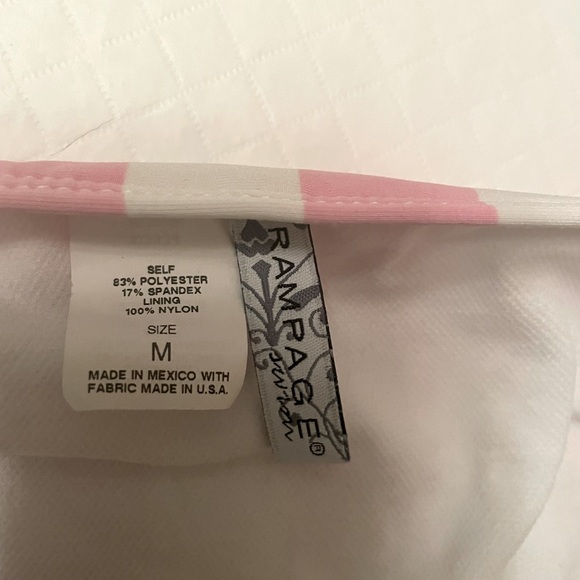 SELF
83% POLYESTER
17% SPANDEX
LINING
100% NYLON
SIZE
M
MADE IN MEXICO WITH
FABRIC MADE IN U.S.A.
RAMPAGE®
swim